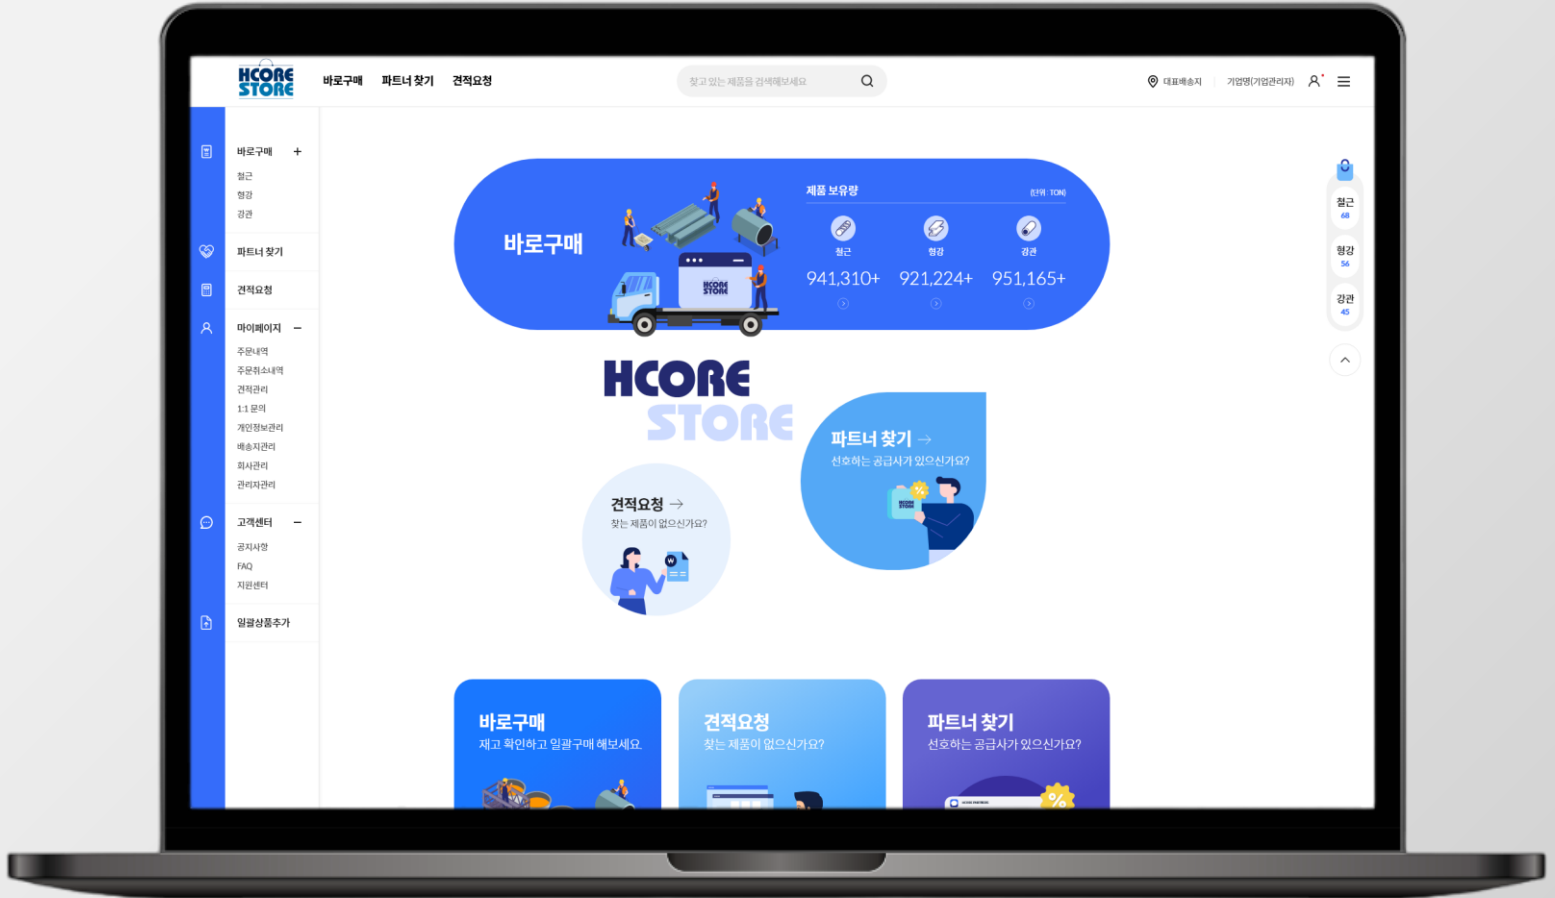 HCORE
STORE
바로구매
파트너 찾기
견적요청
찾고 있는 제품을 검색해보세요
대표배송지
기업명(기업관리자)
바로구매
철근
형강
강관
파트너 찾기
견적요청
마이페이지
주문내역
주문취소내역
견적관리
1:1 문의
개인정보관리
배송지관리
회사관리
관리자관리
고객센터
공지사항
FAQ
지원센터
일괄상품추가
바로구매
HCORE
STORE
제품 보유량
(단위 : TON)
철근
형강
강관
941,310+
921,224+
951,165+
철근
68
형강
56
강관
45
HCORE
STORE
파트너 찾기
선호하는 공급사가 있으신가요?
%
HCORE
STORE
견적요청
찾는 제품이 없으신가요?
W
바로구매
재고 확인하고 일괄구매 해보세요.
견적요청
찾는 제품이 없으신가요?
파트너 찾기
선호하는 공급사가 있으신가요?
%